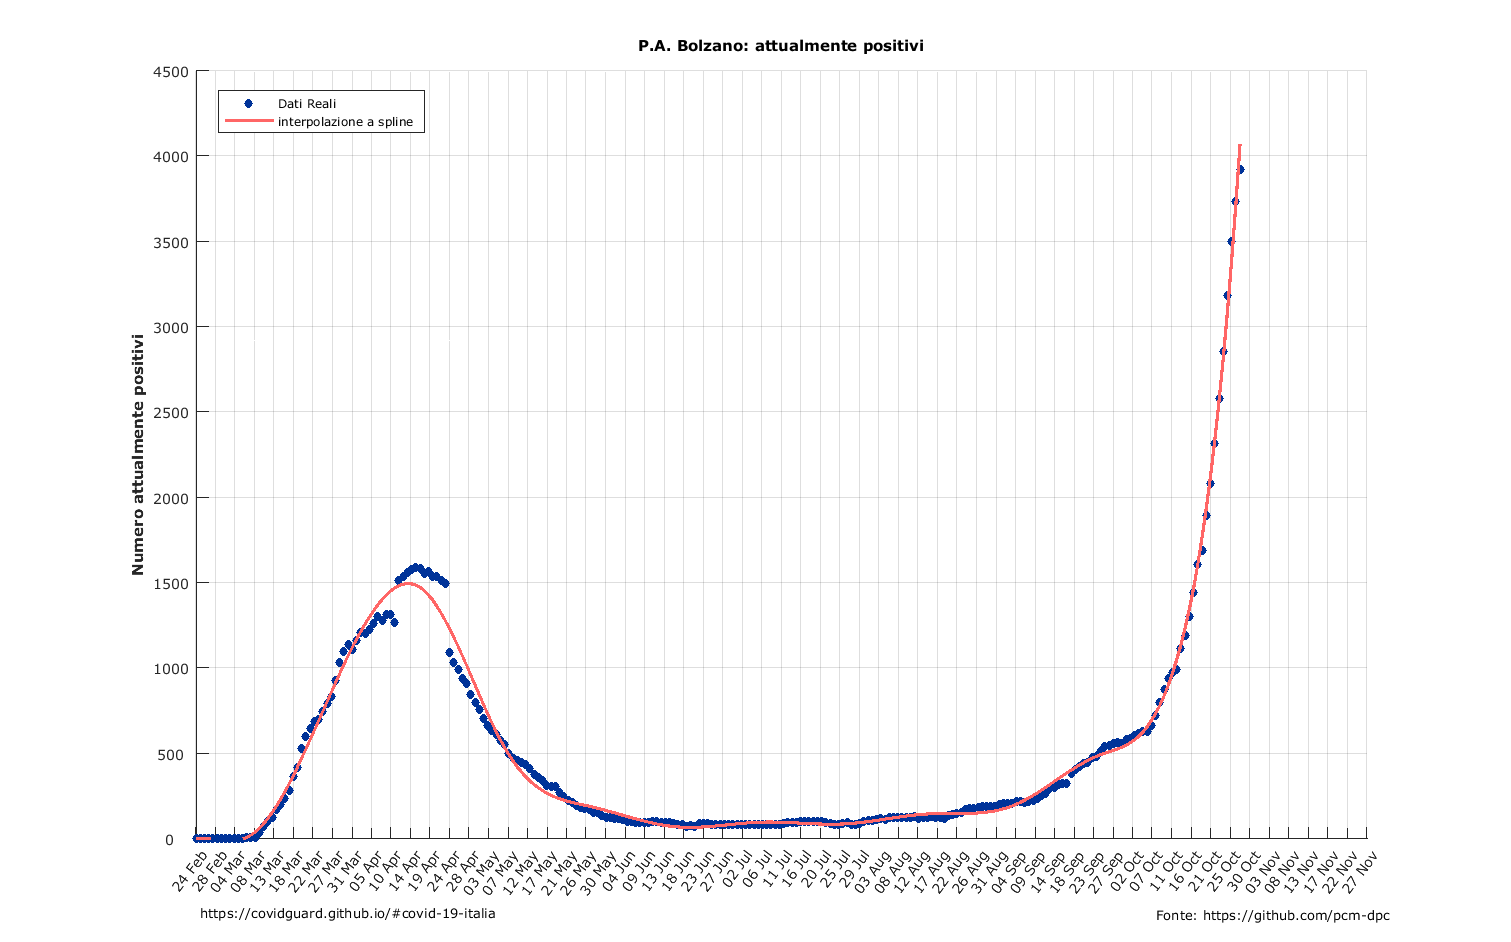 P.A. Bolzano: attualmente positivi
4500
4000
3500
3000
2500
2000
1500
1000
500
0
Numero attualmente positivi
Dati Reali
interpolazione a spline
24 Feb
28 Feb
04 Mar
08 Mar
13 Mar
18 Mar
22 Mar
27 Mar
31 Mar
05 Apr
10 Apr
14 Apr
19 Apr
24 Apr
28 Apr
03 May
07 May
12 May
17 May
21 May
26 May
30 May
04 Jun
09 Jun
13 Jun
18 Jun
23 Jun
27 Jun
02 Jul
06 Jul
11 Jul
16 Jul
20 Jul
25 Jul
29 Jul
03 Aug
08 Aug
12 Aug
17 Aug
22 Aug
26 Aug
31 Aug
04 Sep
09 Sep
14 Sep
18 Sep
23 Sep
27 Sep
02 Oct
07 Oct
11 Oct
16 Oct
21 Oct
25 Oct
30 Oct
03 Nov
08 Nov
13 Nov
17 Nov
22 Nov
27 Nov
https://covidguard.github.io/#covid-19-italia
Fonte: https://github.com/pcm-dpc